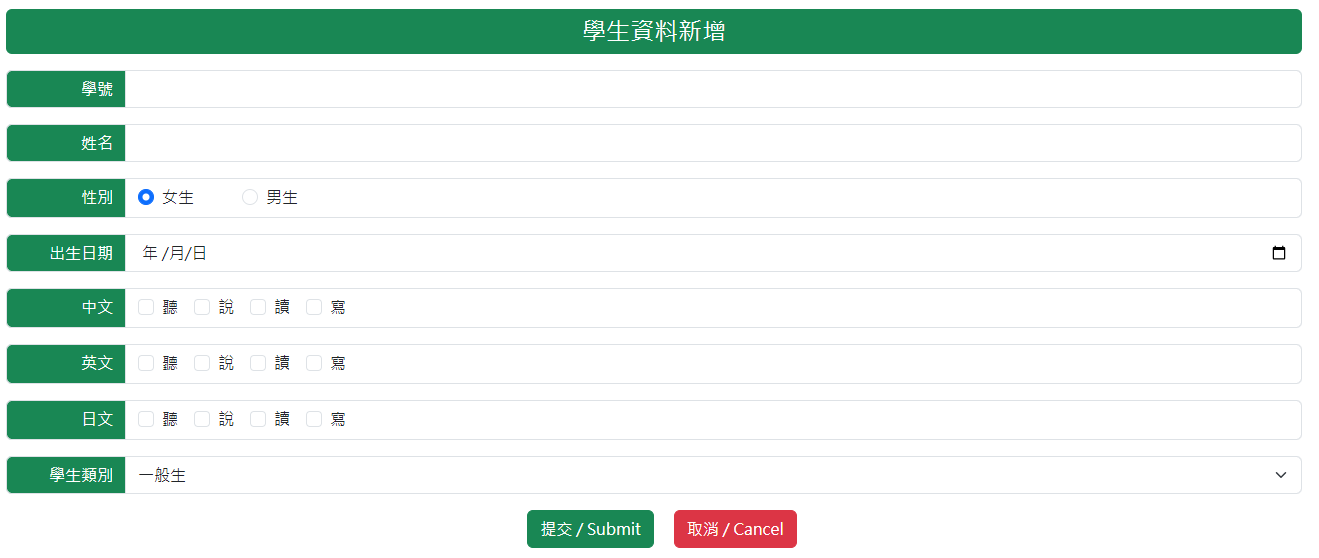 學生資料新增
學號
姓名
性別 女生 男生
出生日期 年 /月/日
中文 聽 說 讀 寫
英文 聽 說 讀 寫
日文 聽 說 讀 寫
學生類別 一般生
提交 / Submit 取消 / Cancel